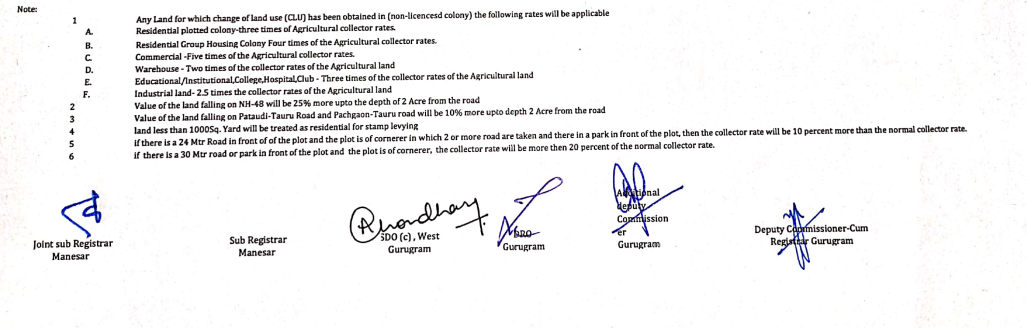 Note:
1 Any Land for which change of land use (CLU) has been obtained in (non-licencesd colony) the following rates will be applicable
A. Residential plotted colony-three times of Agricultural collector rates.
B. Residential Group Housing Colony Four times of the Agricultural collector rates.
C. Commercial -Five times of the Agricultural collector rates.
D. Warehouse - Two times of the collector rates of the Agricultural land
E. Educational/Institutional,College,Hospital,Club - Three times of the collector rates of the Agricultural land
F. Industrial land- 2.5 times the collector rates of the Agricultural land
2 Value of the land falling on NH-48 will be 25% more upto the depth of 2 Acre from the road
3 Value of the land falling on Pataudi-Tauru Road and Pachgaon-Tauru road will be 10% more upto depth 2 Acre from the road
4 land less than 1000Sq. Yard will be treated as residential for stamp levying
5 if there is a 24 Mtr Road in front of of the plot and the plot is of cornerer in which 2 or more road are taken and there in a park in front of the plot, then the collector rate will be 10 percent more than the normal collector rate.
6 if there is a 30 Mtr road or park in front of the plot and the plot is of cornerer, the collector rate will be more then 20 percent of the normal collector rate.
Joint sub Registrar
Manesar
Sub Registrar
Manesar
SDO (c), West
Gurugram
DRO
Gurugram
Additional
deputy
Commission
er
Gurugram
Deputy Commissioner-Cum
Registrar Gurugram